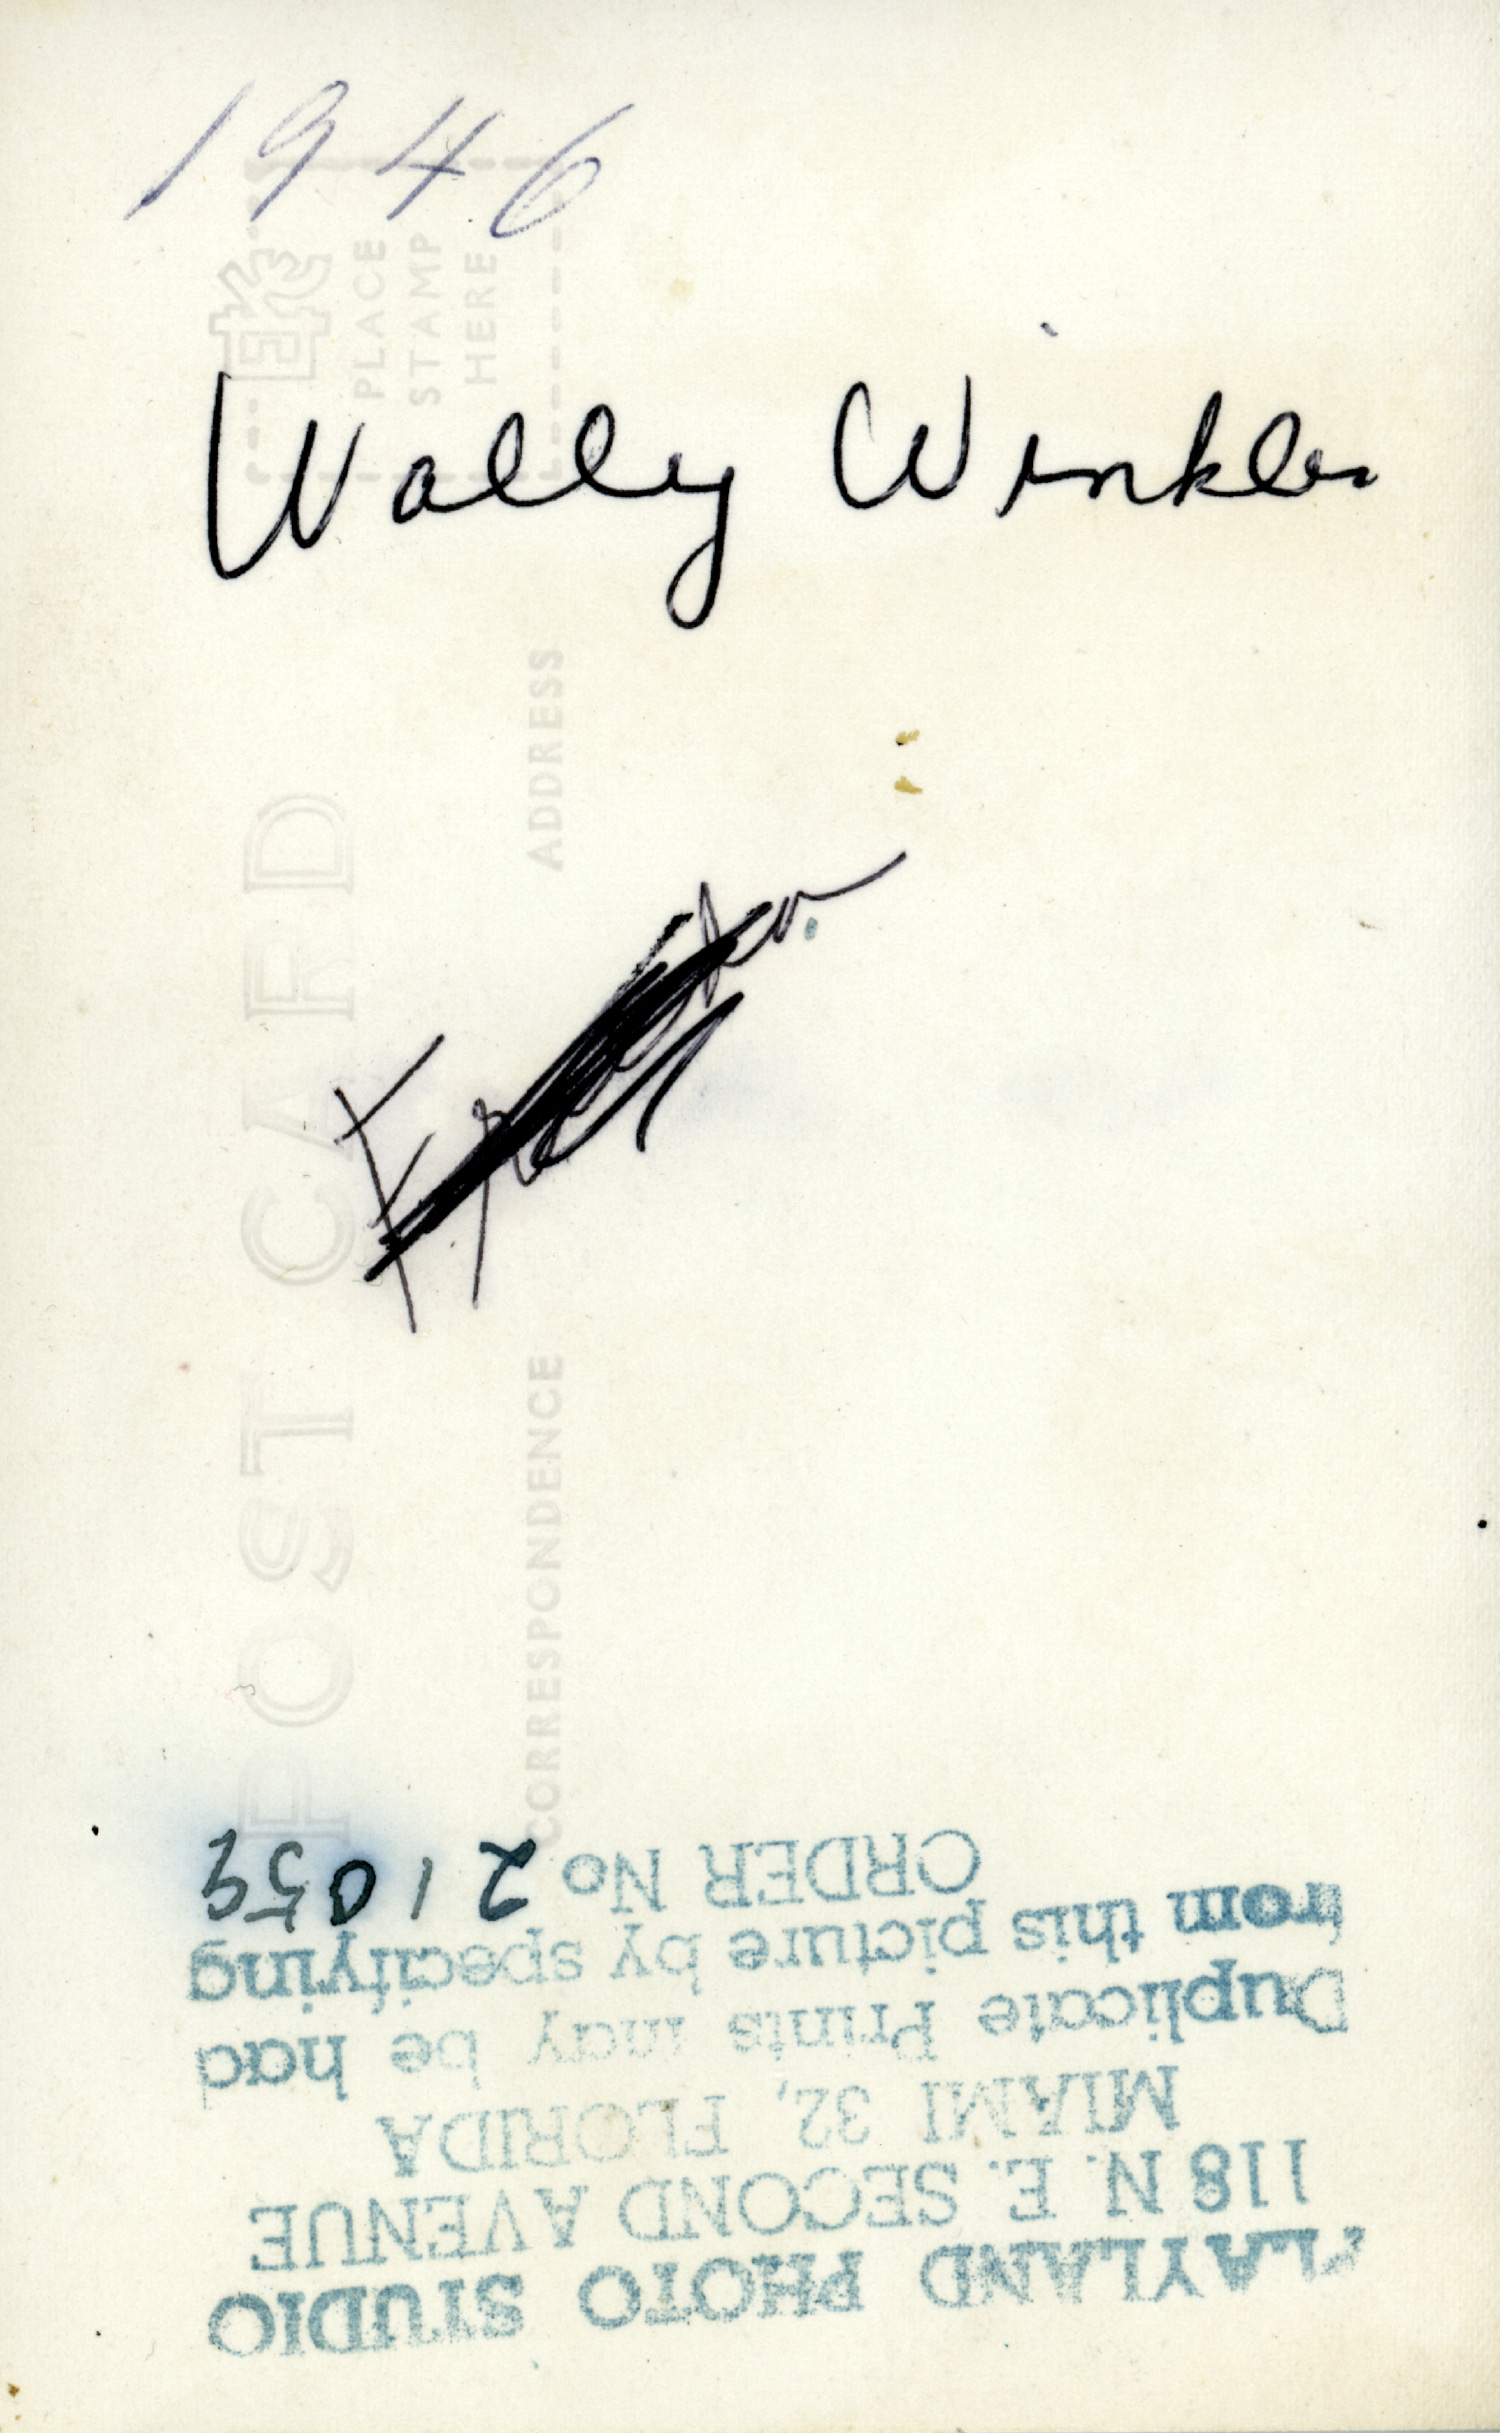 1946
PLACE
STAMP
HERE
Wally Winkler
ADDRESS
POST CARD
CORRESPONDENCE
PLAYLAND PHOTO STUDIO
118 N. E. SECOND AVENUE
MIAMI 32, FLORIDA
Duplicate Prints may be had
from this picture by specifying
ORDER No 21059